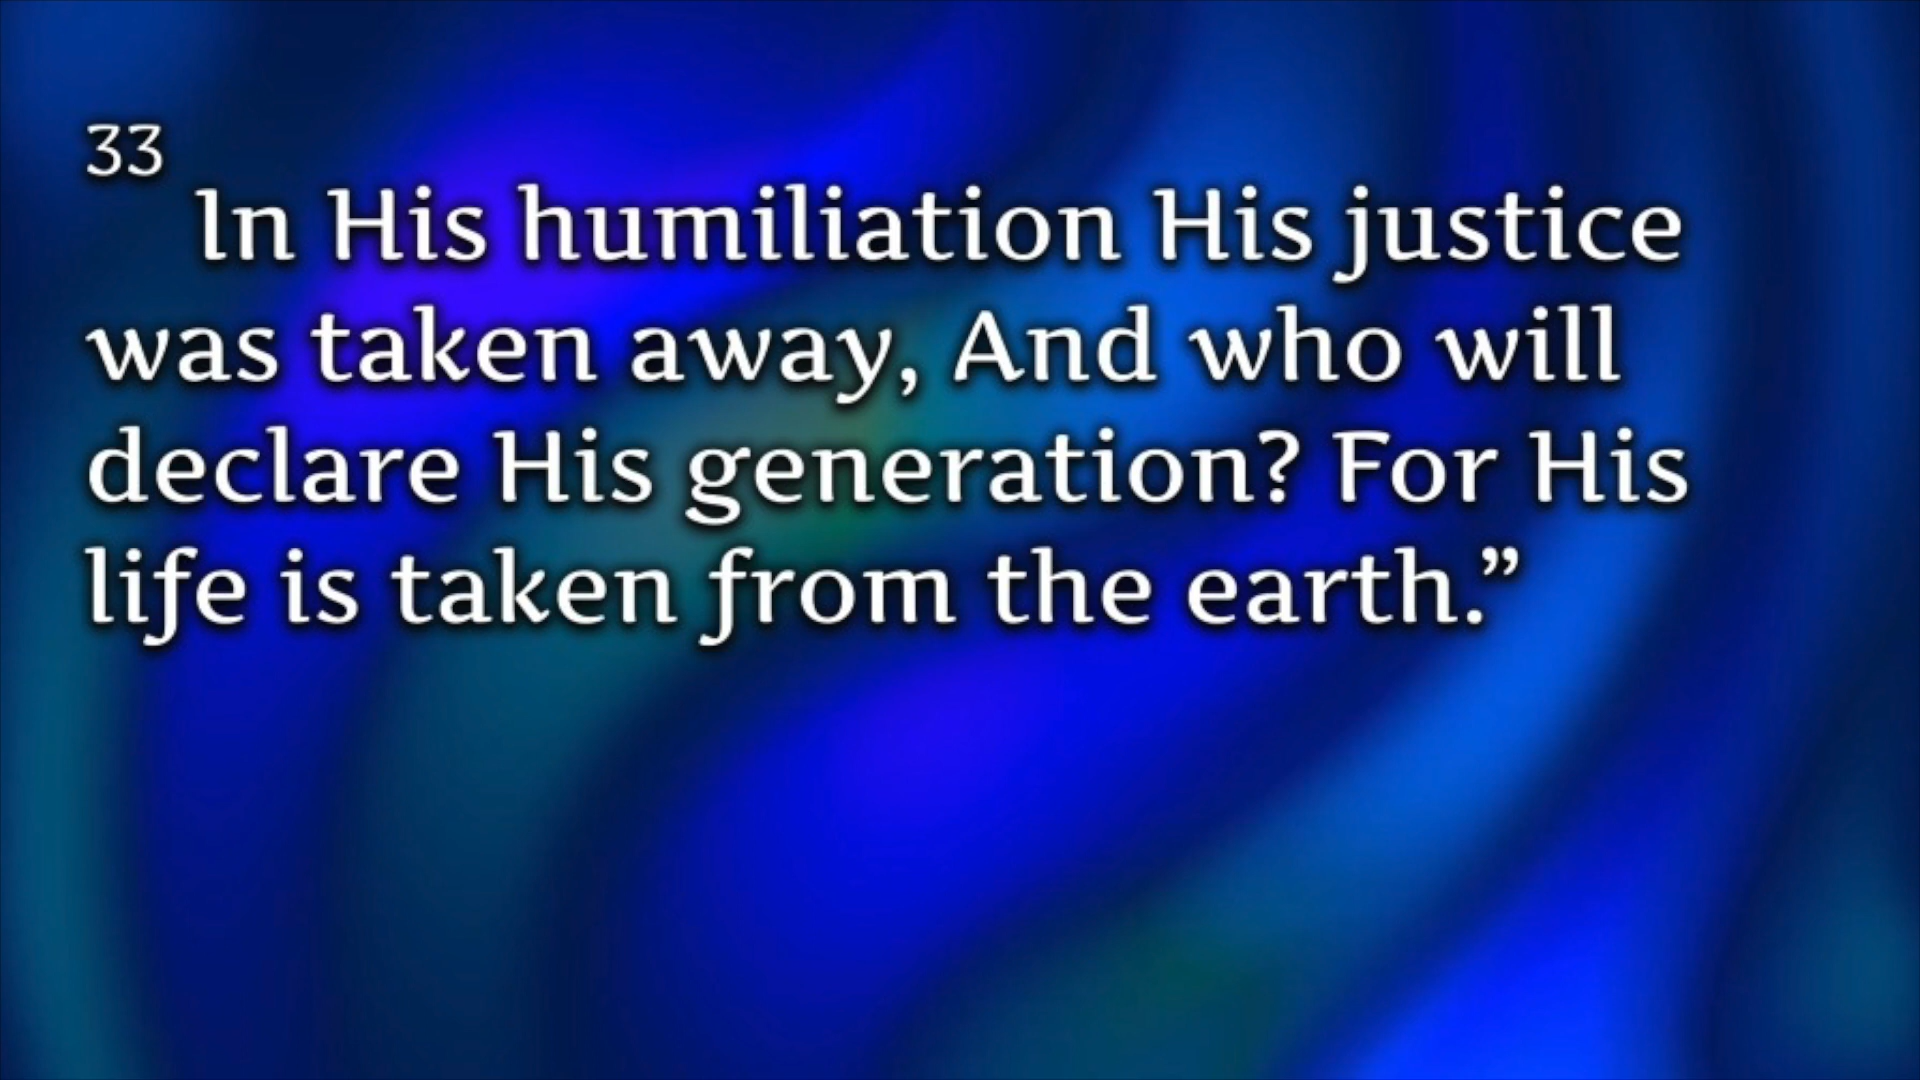 33
In His humiliation His justice
was taken away, And who will
declare His generation? For His
life is taken from the earth.”